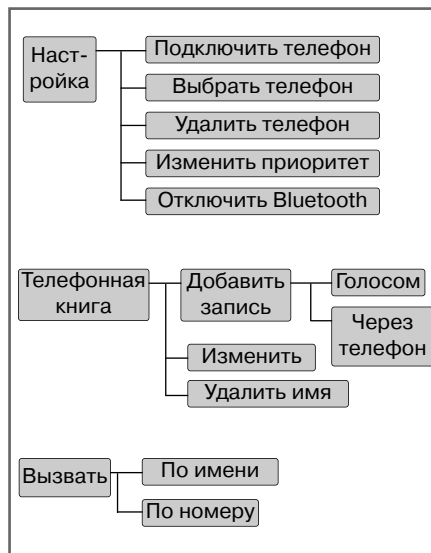 Наст-
ройка
Подключить телефон
Выбрать телефон
Удалить телефон
Изменить приоритет
Отключить Bluetooth
Телефонная
книга
Добавить
запись
Голосом
Через
телефон
Изменить
Удалить имя
Вызвать
По имени
По номеру